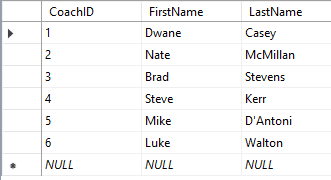 CoachID FirstName LastName
1 Dwane Casey
2 Nate McMillan
3 Brad Stevens
4 Steve Kerr
5 Mike D'Antoni
6 Luke Walton
NULL NULL NULL